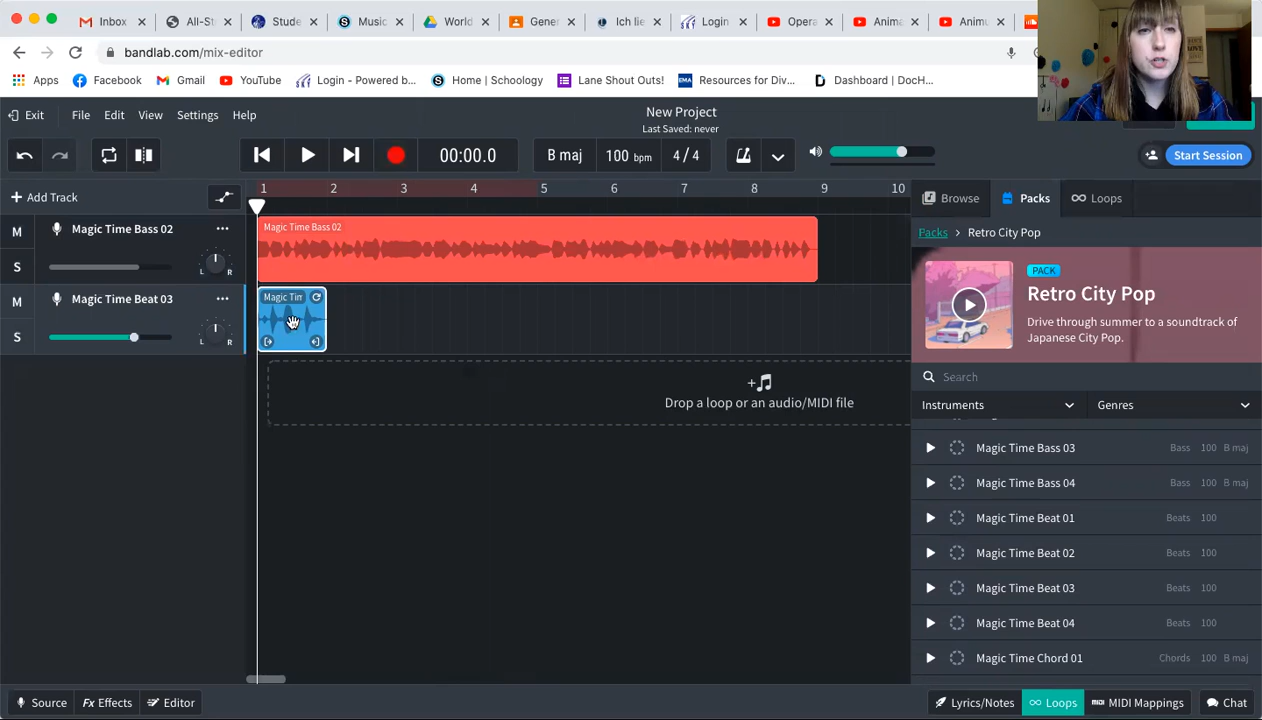 Inbox All-St Stude Music World Gener Ich lie Login Opera Anim Anim
bandlab.com/mix-editor
Apps Facebook Gmail YouTube Login - Powered b... Home | Schoology Lane Shout Outs! EMA Resources for Div... Dashboard | DocH...
Exit File Edit View Settings Help New Project
Last Saved: never
00:00.0 B maj 100 bpm 4 / 4 Start Session
Add Track 1 2 3 4 5 6 7 8 9 10 Browse Packs Loops
M Magic Time Bass 02 Magic Time Bass 02 Packs > Retro City Pop
S L R
PACK
Retro City Pop
Drive through summer to a soundtrack of
Japanese City Pop.
M Magic Time Beat 03 Magic Tim
S L R
Search
Drop a loop or an audio/MIDI file
Instruments Genres
Magic Time Bass 03 Bass 100 B maj
Magic Time Bass 04 Bass 100 B maj
Magic Time Beat 01 Beats 100
Magic Time Beat 02 Beats 100
Magic Time Beat 03 Beats 100
Magic Time Beat 04 Beats 100
Magic Time Chord 01 Chords 100 B maj
Source Fx Effects Editor Lyrics/Notes Loops MIDI Mappings Chat